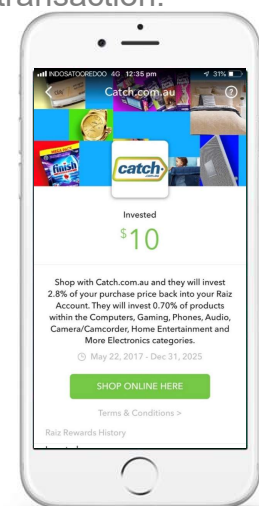 transaction.
INDOSATOOREDOO 4G 12:35 pm 31%
Catch.com.au
finish
catch
.com.au
Invested
$10
Shop with Catch.com.au and they will invest
2.8% of your purchase price back into your Raiz
Account. They will invest 0.70% of products
within the Computers, Gaming, Phones, Audio,
Camera/Camcorder, Home Entertainment and
More Electronics categories.
May 22, 2017 - Dec 31, 2025
SHOP ONLINE HERE
Terms & Conditions >
Raiz Rewards History